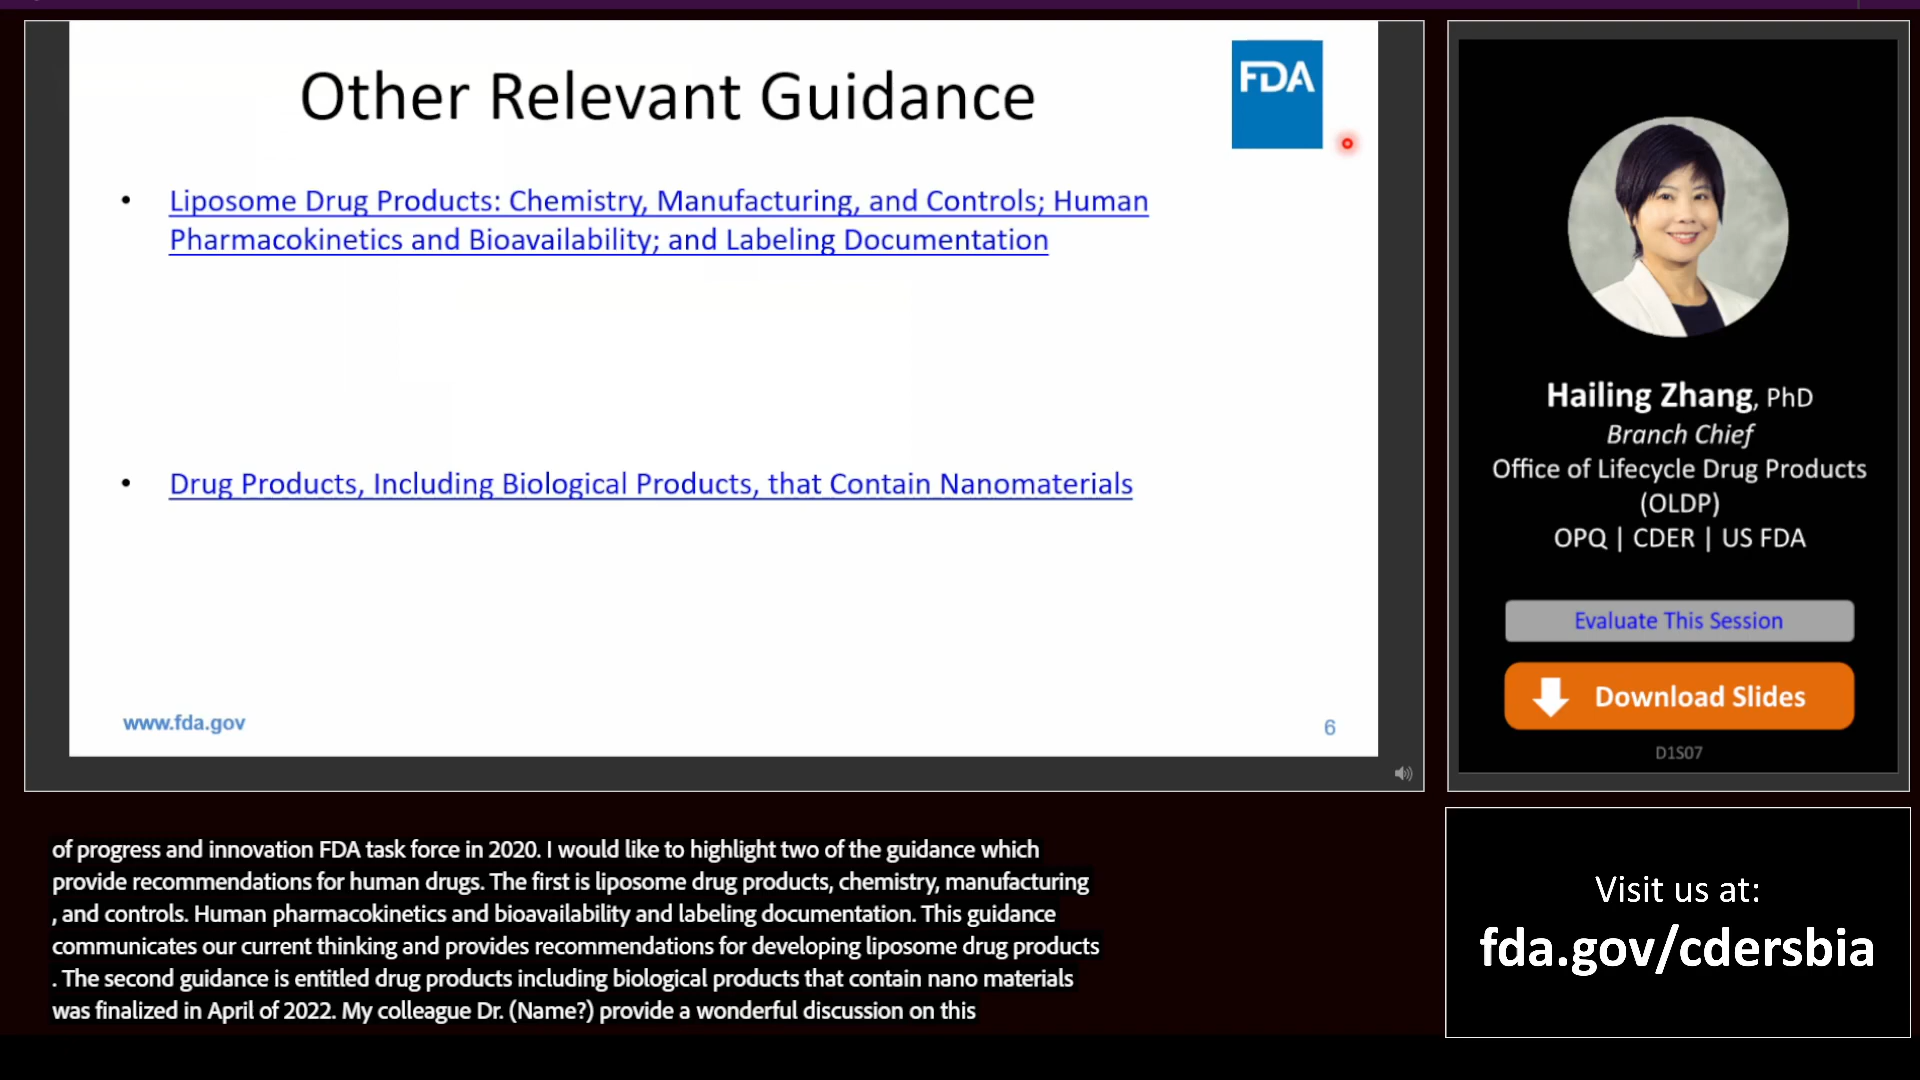 Other Relevant Guidance
FDA
• Liposome Drug Products: Chemistry, Manufacturing, and Controls; Human
Pharmacokinetics and Bioavailability; and Labeling Documentation
• Drug Products, Including Biological Products, that Contain Nanomaterials
www.fda.gov
6
Hailing Zhang, PhD
Branch Chief
Office of Lifecycle Drug Products
(OLDP)
OPQ | CDER | US FDA
Evaluate This Session
Download Slides
D1S07
of progress and innovation FDA task force in 2020. I would like to highlight two of the guidance which
provide recommendations for human drugs. The first is liposome drug products, chemistry, manufacturing
, and controls. Human pharmacokinetics and bioavailability and labeling documentation. This guidance
communicates our current thinking and provides recommendations for developing liposome drug products
. The second guidance is entitled drug products including biological products that contain nano materials
was finalized in April of 2022. My colleague Dr. (Name?) provide a wonderful discussion on this
Visit us at:
fda.gov/cdersbia